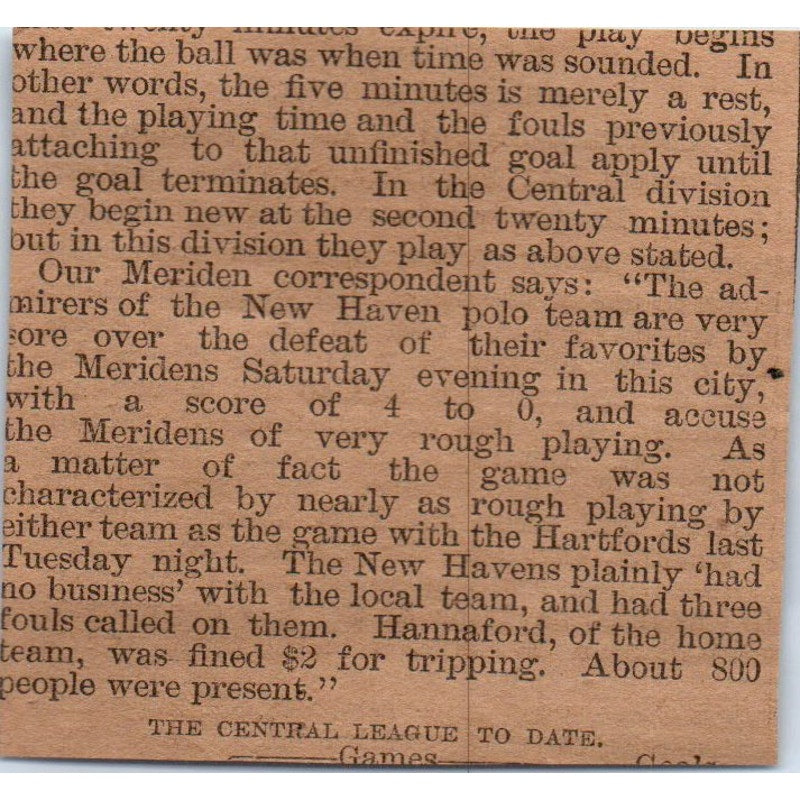 twenty minutes expire, the play begins
where the ball was when time was sounded. In
other words, the five minutes is merely a rest,
and the playing time and the fouls previously
attaching to that unfinished goal apply until
the goal terminates. In the Central division
they begin new at the second twenty minutes;
but in this division they play as above stated.
Our Meriden correspondent says: "The ad-
mirers of the New Haven polo team are very
sore over the defeat of their favorites by
the Meridens Saturday evening in this city,
with a score of 4 to 0, and accuse
the Meridens of very rough playing. As
a matter of fact the game was not
characterized by nearly as rough playing by
either team as the game with the Hartfords last
Tuesday night. The New Havens plainly 'had
no business' with the local team, and had three
fouls called on them. Hannaford, of the home
team, was fined $2 for tripping. About 800
people were present."
THE CENTRAL LEAGUE TO DATE.
Games Goals